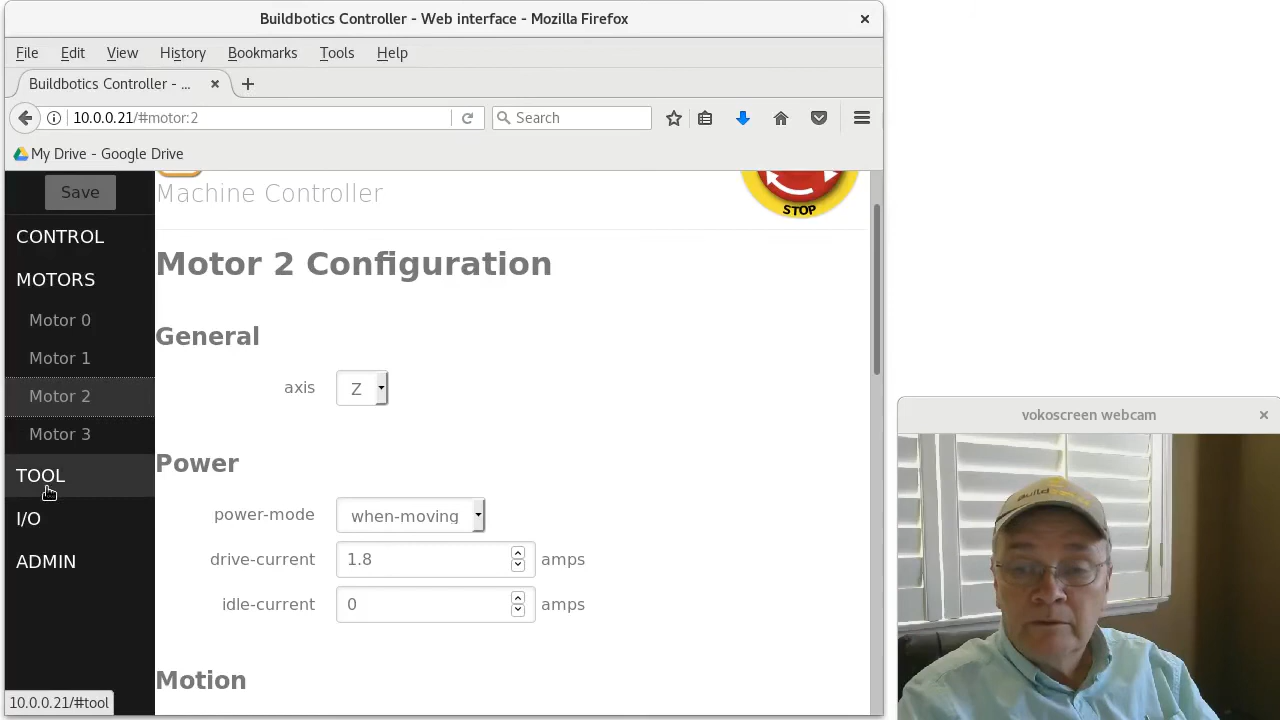 Buildbotics Controller - Web interface - Mozilla Firefox
File Edit View History Bookmarks Tools Help
Buildbotics Controller - ...
10.0.0.21/#motor:2
Search
My Drive - Google Drive
Save
Machine Controller
STOP
CONTROL
MOTORS
Motor 0
Motor 1
Motor 2
Motor 3
TOOL
I/O
ADMIN
10.0.0.21/#tool
Motor 2 Configuration
General
axis Z
Power
power-mode when-moving
drive-current 1.8 amps
idle-current 0 amps
Motion
vokoscreen webcam